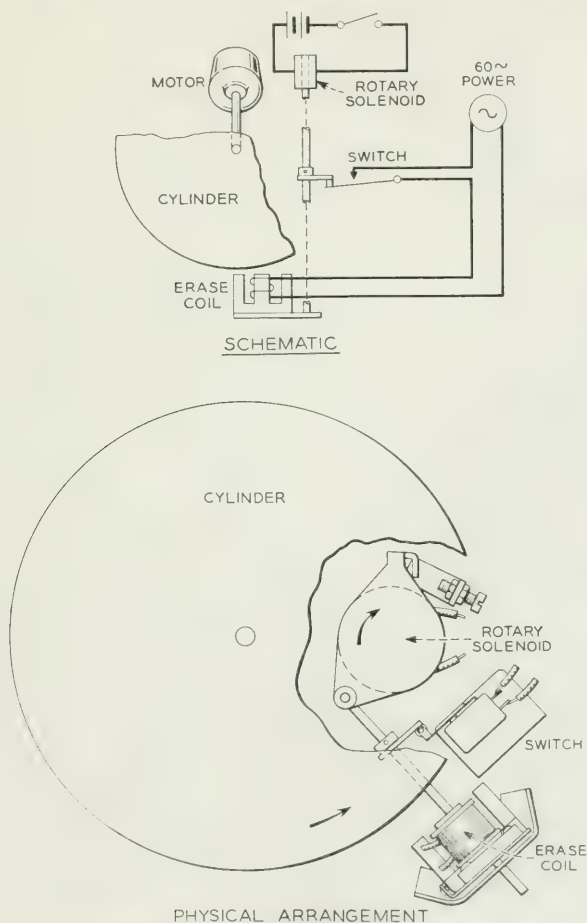 MOTOR
ROTARY
SOLENOID
60~
POWER
SWITCH
CYLINDER
ERASE
COIL
SCHEMATIC
CYLINDER
ROTARY
SOLENOID
SWITCH
ERASE
COIL
PHYSICAL ARRANGEMENT